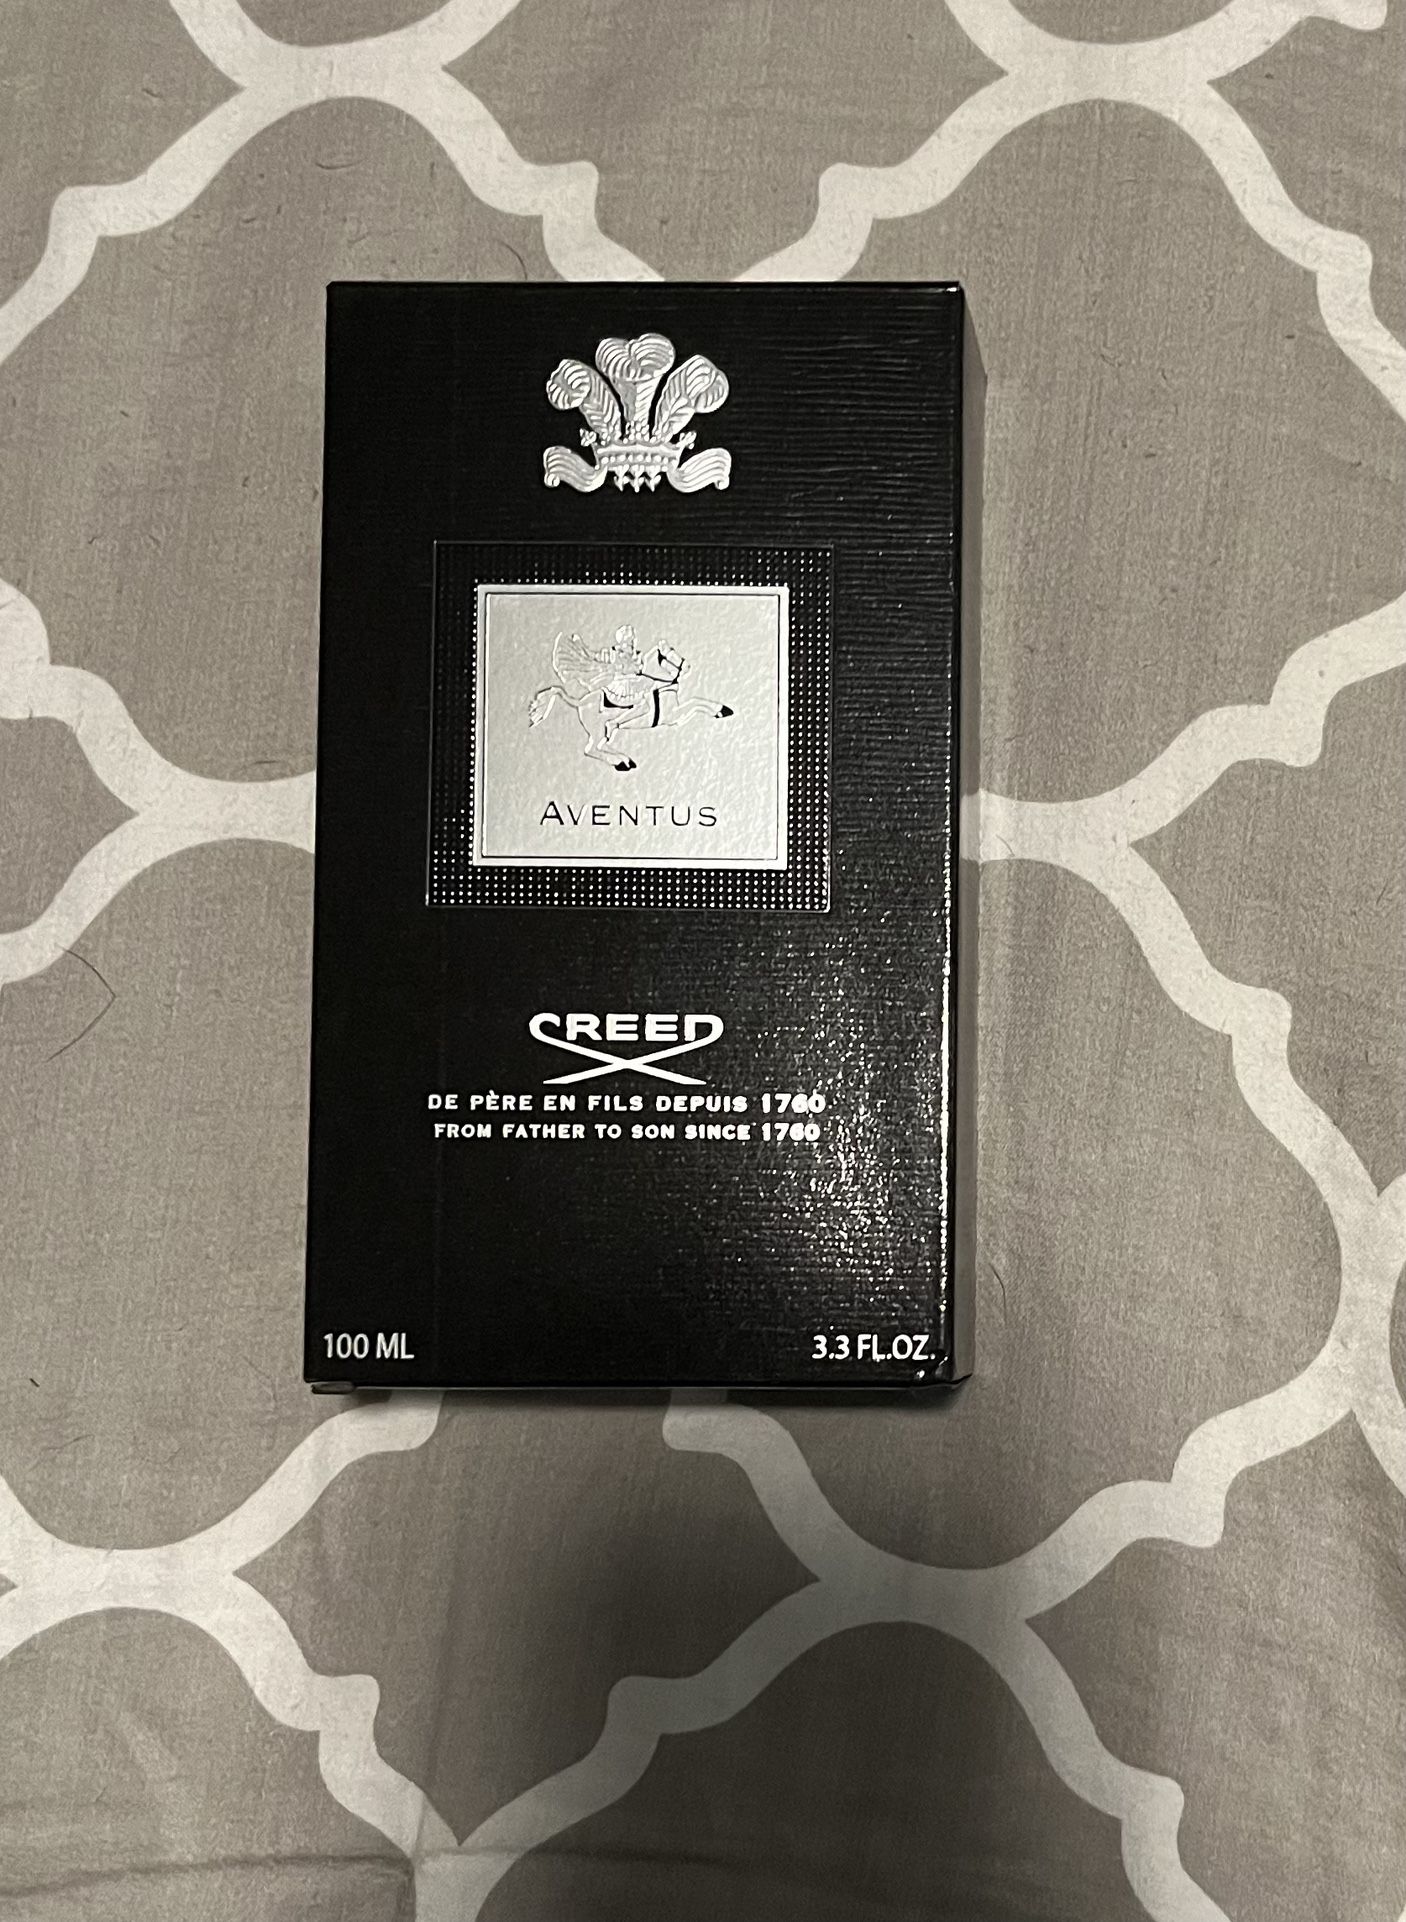 AVENTUS
CREED
DE PÈRE EN FILS DEPUIS 1760
FROM FATHER TO SON SINCE 1760
100 ML 3.3 FL.OZ.